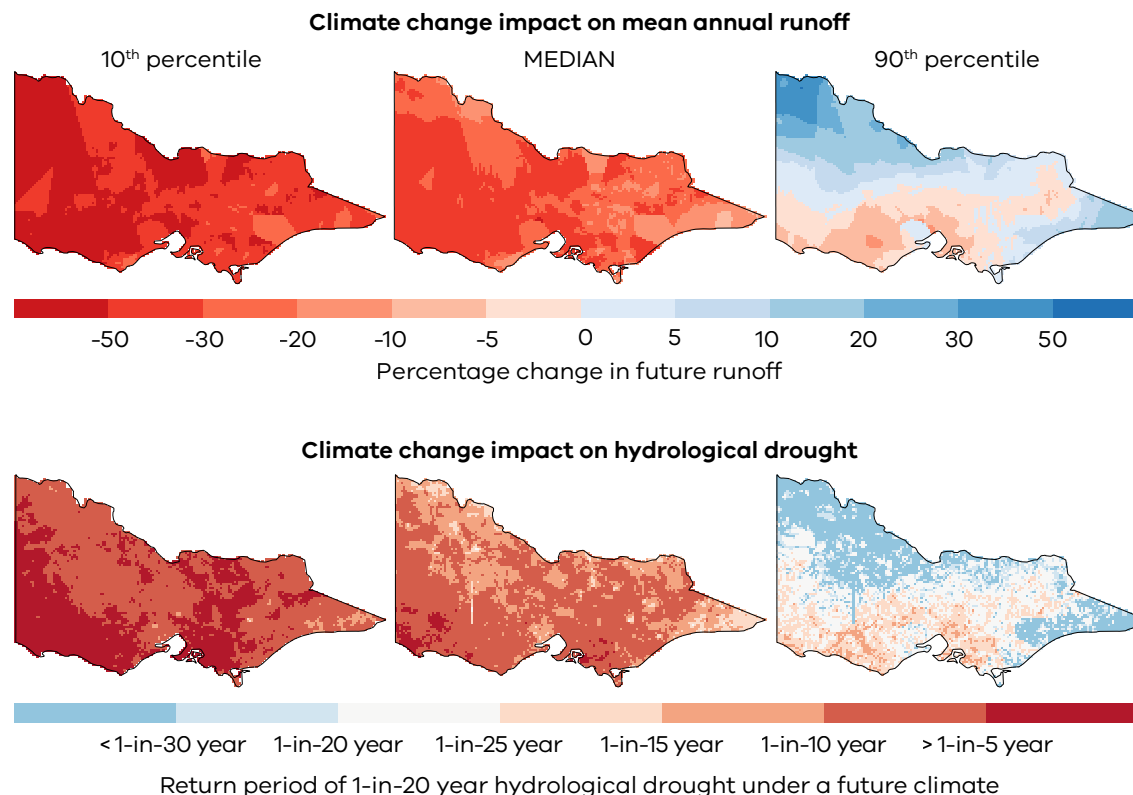 Climate change impact on mean annual runoff
10th percentile
MEDIAN
90th percentile
-50 -30 -20 -10 -5 0 5 10 20 30 50
Percentage change in future runoff
Climate change impact on hydrological drought
< 1-in-30 year 1-in-20 year 1-in-25 year 1-in-15 year 1-in-10 year > 1-in-5 year
Return period of 1-in-20 year hydrological drought under a future climate